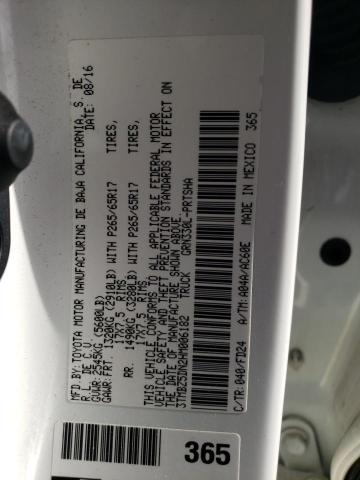 MFD.BY:TOYOTA MOTOR MANUFACTURING DE BAJA CALIFORNIA, S. DE
R.L. DE C.V. DATE: 08/16
GVWR: 2545KG (5600LB)
GAWR: FRT. 1320KG (2910LB) WITH P265/65R17 TIRES,
17X7.5 RIMS
RR. 1490KG (3280LB) WITH P265/65R17 TIRES,
17X7.5 RIMS
THIS VEHICLE CONFORMS TO ALL APPLICABLE FEDERAL MOTOR
VEHICLE SAFETY AND THEFT PREVENTION STANDARDS IN EFFECT ON
THE DATE OF MANUFACTURE SHOWN ABOVE.
3TMBZ5DN2HM006182 GRN330L-PRTSHA
C/TR: 040/FD24 A/TM: A04A/AC60E MADE IN MEXICO 365
365